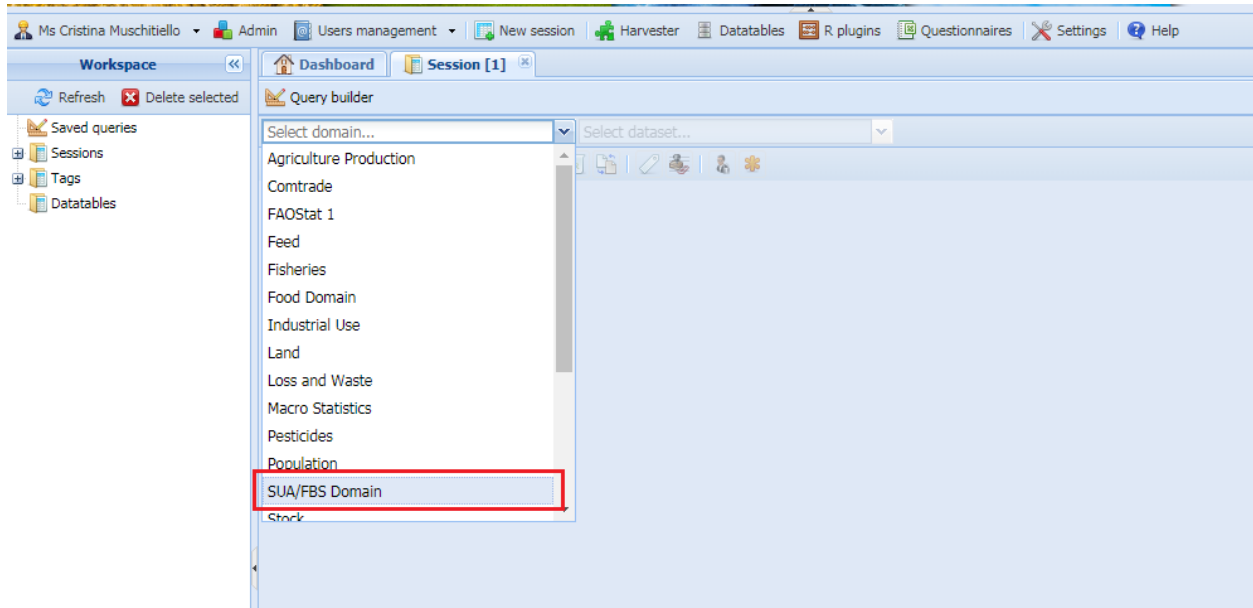 Ms Cristina Muschitiello Admin Users management New session Harvester Datatables R plugins Questionnaires Settings Help
Workspace Dashboard Session [1]
Refresh Delete selected Query builder
Saved queries
Sessions
Tags
Datatables
Select domain... Select dataset...
Agriculture Production
Comtrade
FAOStat 1
Feed
Fisheries
Food Domain
Industrial Use
Land
Loss and Waste
Macro Statistics
Pesticides
Population
SUA/FBS Domain
Stock